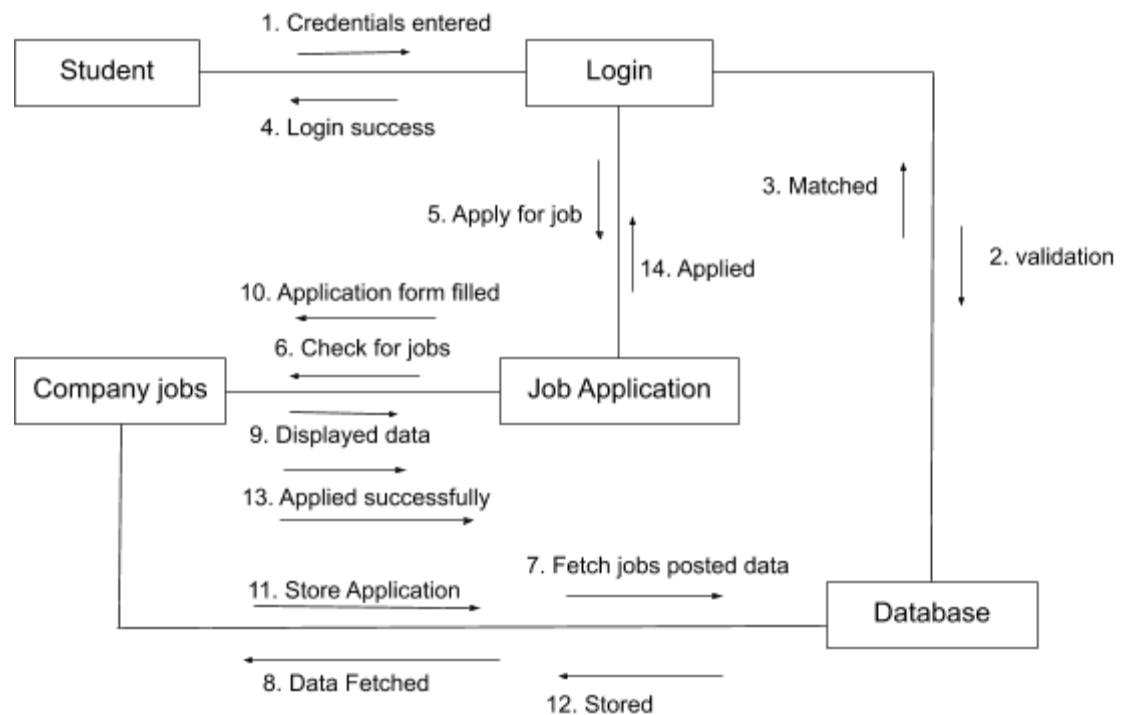 1. Credentials entered
Student
Login
4. Login success
3. Matched
5. Apply for job
2. validation
14. Applied
10. Application form filled
6. Check for jobs
Company jobs
Job Application
9. Displayed data
13. Applied successfully
7. Fetch jobs posted data
11. Store Application
Database
8. Data Fetched
12. Stored